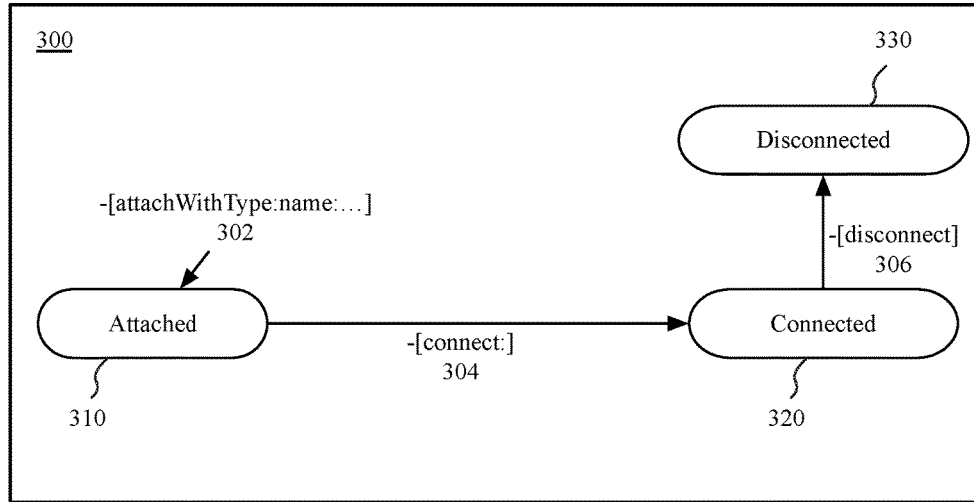 300
330
Disconnected
-[attachWithType:name:…]
302
-[disconnect]
306
Attached
Connected
-[connect:]
304
310
320